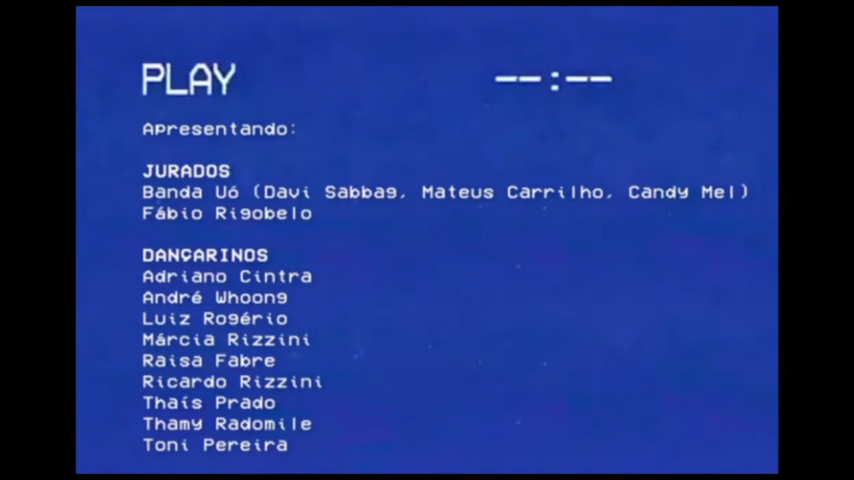 PLAY --:--
Apresentando:
JURADOS
Banda Uó (Davi Sabbag, Mateus Carrilho, Candy Mel)
Fábio Rigobelo
DANÇARINOS
Adriano Cintra
André Whoong
Luiz Rogério
Márcia Rizzini
Raisa Fabre
Ricardo Rizzini
Thaís Prado
Thamy Radomile
Toni Pereira